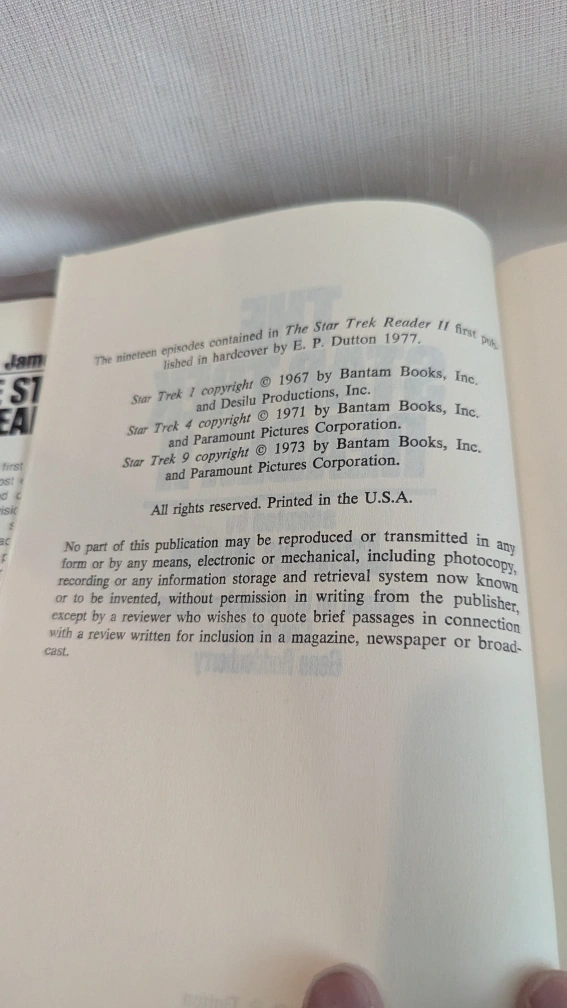 The nineteen episodes contained in The Star Trek Reader II first pub-
lished in hardcover by E. P. Dutton 1977.
Star Trek 1 copyright © 1967 by Bantam Books, Inc.
and Desilu Productions, Inc.
Star Trek 4 copyright © 1971 by Bantam Books, Inc.
and Paramount Pictures Corporation.
Star Trek 9 copyright © 1973 by Bantam Books, Inc.
and Paramount Pictures Corporation.
All rights reserved. Printed in the U.S.A.
No part of this publication may be reproduced or transmitted in any
form or by any means, electronic or mechanical, including photocopy,
recording or any information storage and retrieval system now known
or to be invented, without permission in writing from the publisher,
except by a reviewer who wishes to quote brief passages in connection
with a review written for inclusion in a magazine, newspaper or broad-
cast.